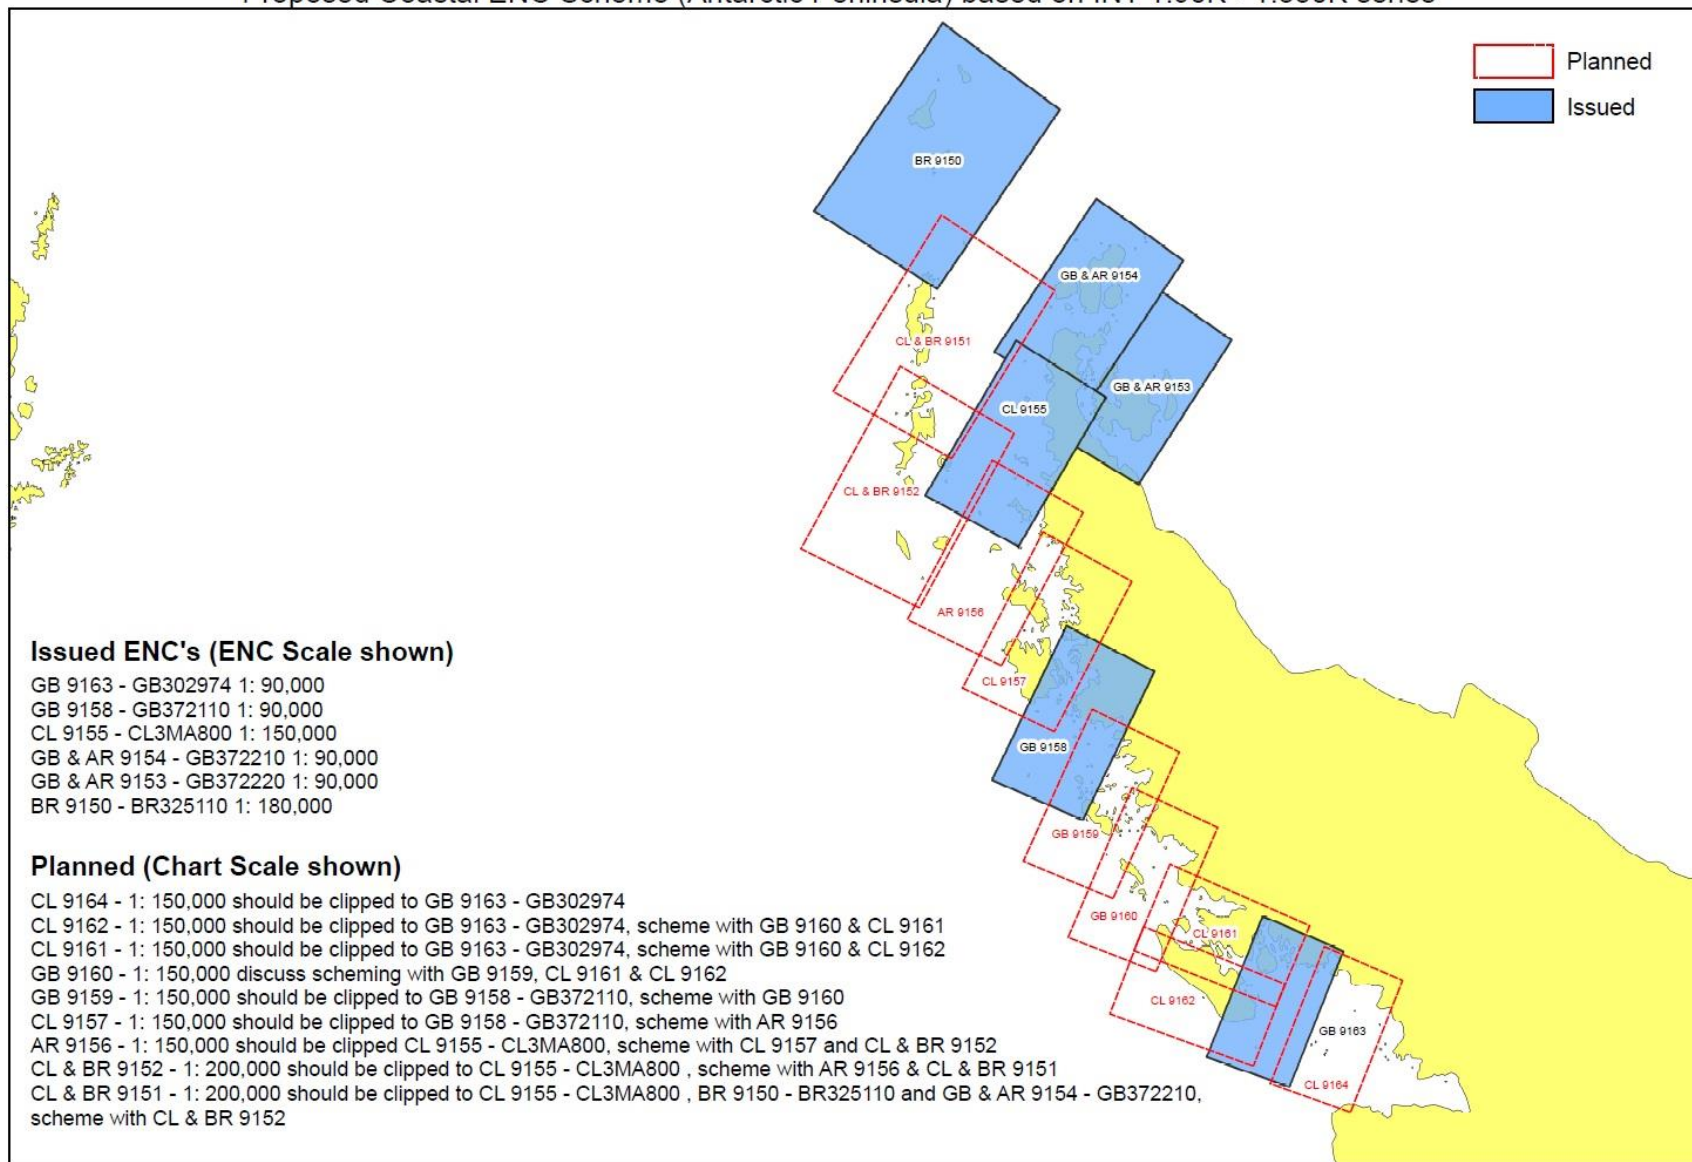 Proposed Coastal ENC Scheme (Antarctic Peninsula) based on INT
Planned
Issued
BR 9150
GB & AR 9154
CL & BR 9151
GB & AR 9153
CL 9155
CL & BR 9152
AR 9156
CL 9157
GB 9158
GB 9159
GB 9160
CL 9161
CL 9162
GB 9163
CL 9164
Issued ENC's (ENC Scale shown)
GB 9163 - GB302974 1: 90,000
GB 9158 - GB372110 1: 90,000
CL 9155 - CL3MA800 1: 150,000
GB & AR 9154 - GB372210 1: 90,000
GB & AR 9153 - GB372220 1: 90,000
BR 9150 - BR325110 1: 180,000
Planned (Chart Scale shown)
CL 9164 - 1: 150,000 should be clipped to GB 9163 - GB302974
CL 9162 - 1: 150,000 should be clipped to GB 9163 - GB302974, scheme with GB 9160 & CL 9161
CL 9161 - 1: 150,000 should be clipped to GB 9163 - GB302974, scheme with GB 9160 & CL 9162
GB 9160 - 1: 150,000 discuss scheming with GB 9159, CL 9161 & CL 9162
GB 9159 - 1: 150,000 should be clipped to GB 9158 - GB372110, scheme with GB 9160
CL 9157 - 1: 150,000 should be clipped to GB 9158 - GB372110, scheme with AR 9156
AR 9156 - 1: 150,000 should be clipped CL 9155 - CL3MA800, scheme with CL 9157 and CL & BR 9152
CL & BR 9152 - 1: 200,000 should be clipped to CL 9155 - CL3MA800 , scheme with AR 9156 & CL & BR 9151
CL & BR 9151 - 1: 200,000 should be clipped to CL 9155 - CL3MA800 , BR 9150 - BR325110 and GB & AR 9154 - GB372210,
scheme with CL & BR 9152